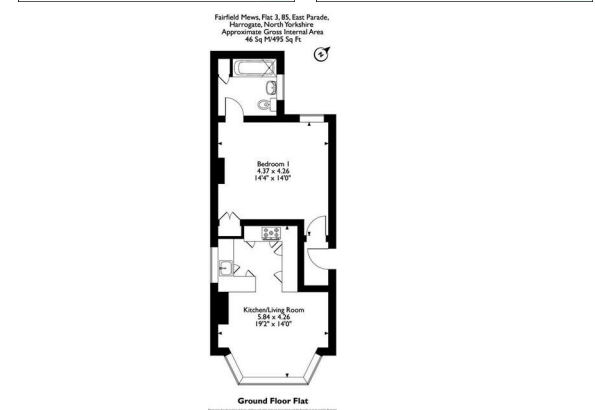 Fairfield Mews, Flat 3, 85, East Parade,
Harrogate, North Yorkshire
Approximate Gross Internal Area
46 Sq M/495 Sq Ft
N
Bedroom 1
4.37 x 4.26
14'4" x 14'0"
Kitchen/Living Room
5.84 x 4.26
19'2" x 14'0"
Ground Floor Flat